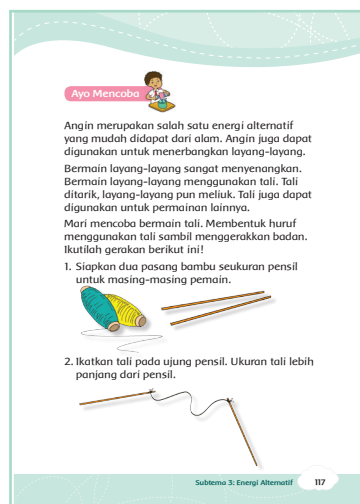 Ayo Mencoba
Angin merupakan salah satu energi alternatif
yang mudah didapat dari alam. Angin juga dapat
digunakan untuk menerbangkan layang-layang.
Bermain layang-layang sangat menyenangkan.
Bermain layang-layang menggunakan tali. Tali
ditarik, layang-layang pun meliuk. Tali juga dapat
digunakan untuk permainan lainnya.
Mari mencoba bermain tali. Membentuk huruf
menggunakan tali sambil menggerakkan badan.
Ikutilah gerakan berikut ini!
1. Siapkan dua pasang bambu seukuran pensil
untuk masing-masing pemain.
2. Ikatkan tali pada ujung pensil. Ukuran tali lebih
panjang dari pensil.
Subtema 3: Energi Alternatif 117